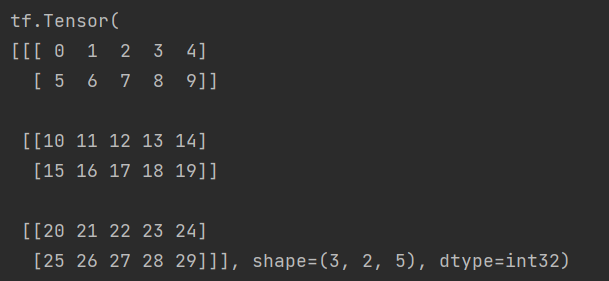 tf.Tensor(
[[[ 0  1  2  3  4]
  [ 5  6  7  8  9]]

 [[10 11 12 13 14]
  [15 16 17 18 19]]

 [[20 21 22 23 24]
  [25 26 27 28 29]]], shape=(3, 2, 5), dtype=int32)